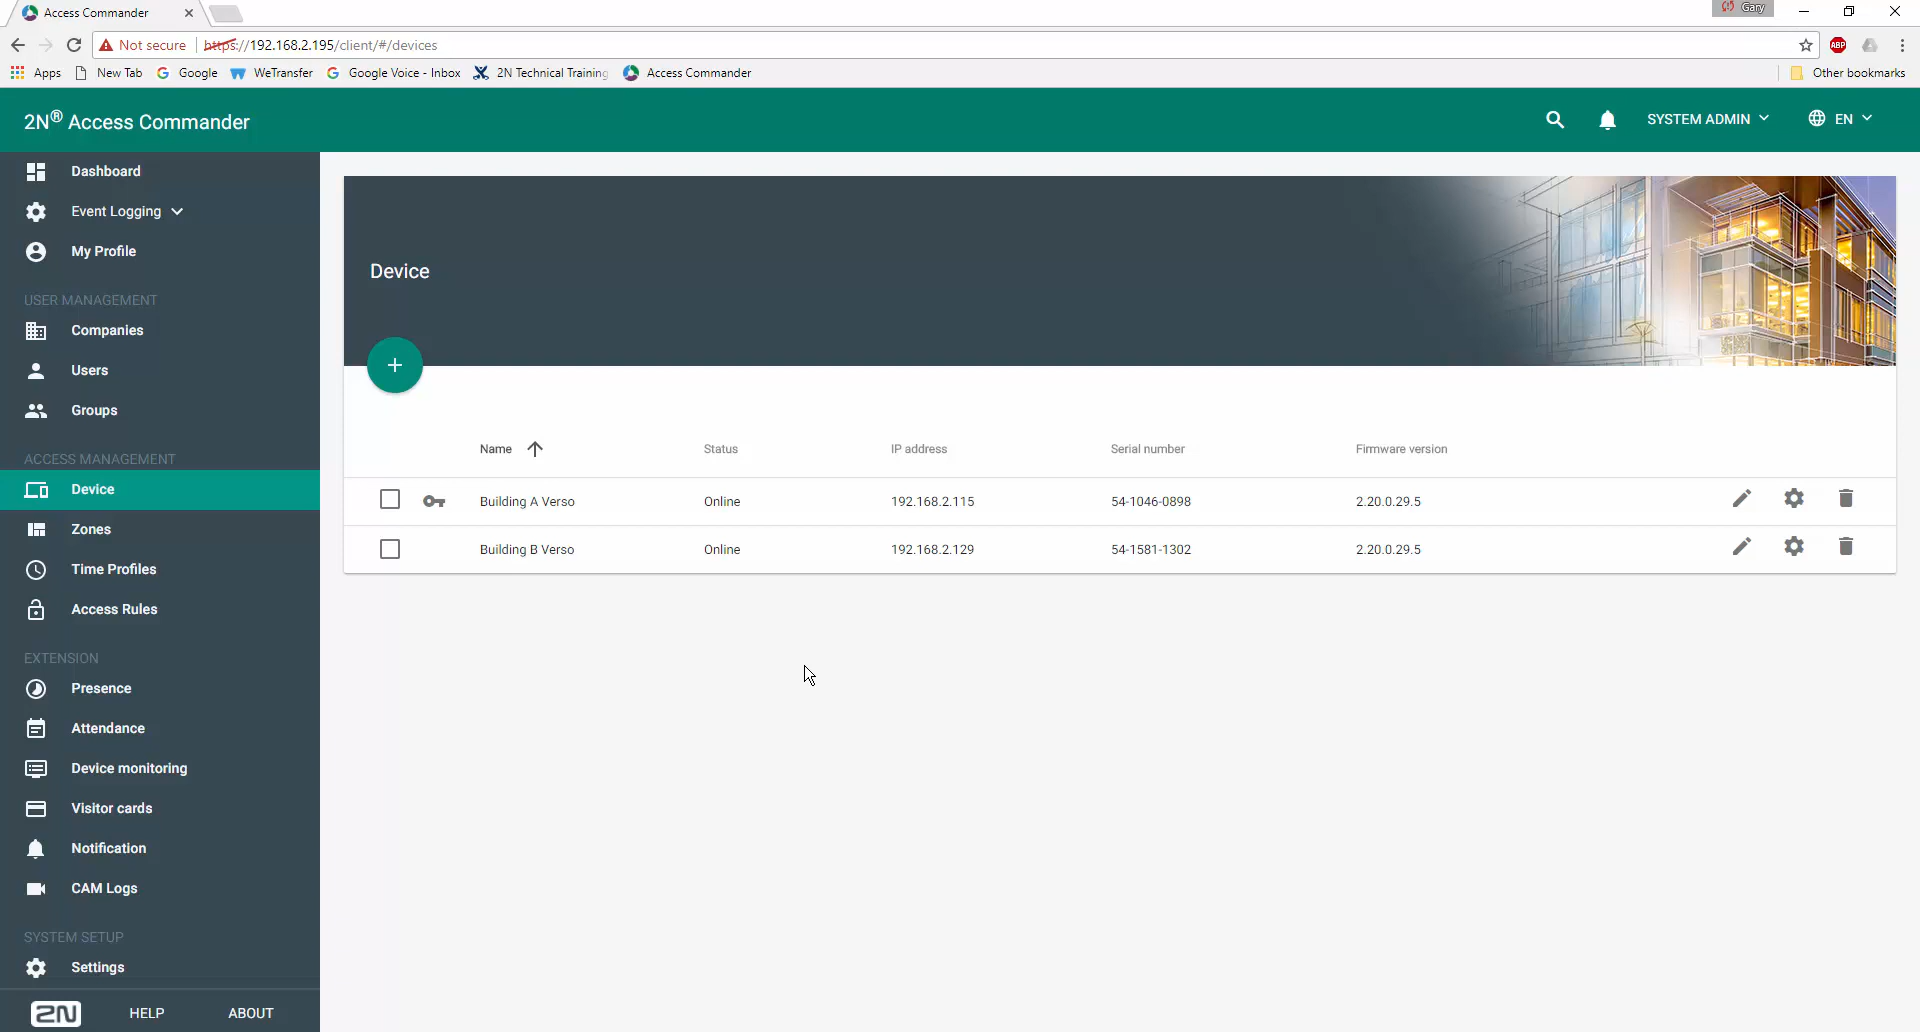 Access Commander
Gary
Not secure https://192.168.2.195/client/#/devices
ABP
Apps New Tab Google WeTransfer Google Voice - Inbox 2N Technical Training Access Commander Other bookmarks
2N® Access Commander
SYSTEM ADMIN EN
Dashboard
Event Logging
My Profile
USER MANAGEMENT
Companies
Users
Groups
ACCESS MANAGEMENT
Device
Zones
Time Profiles
Access Rules
EXTENSION
Presence
Attendance
Device monitoring
Visitor cards
Notification
CAM Logs
SYSTEM SETUP
Settings
2N HELP ABOUT
Device
+
Name Status IP address Serial number Firmware version
Building A Verso Online 192.168.2.115 54-1046-0898 2.20.0.29.5
Building B Verso Online 192.168.2.129 54-1581-1302 2.20.0.29.5